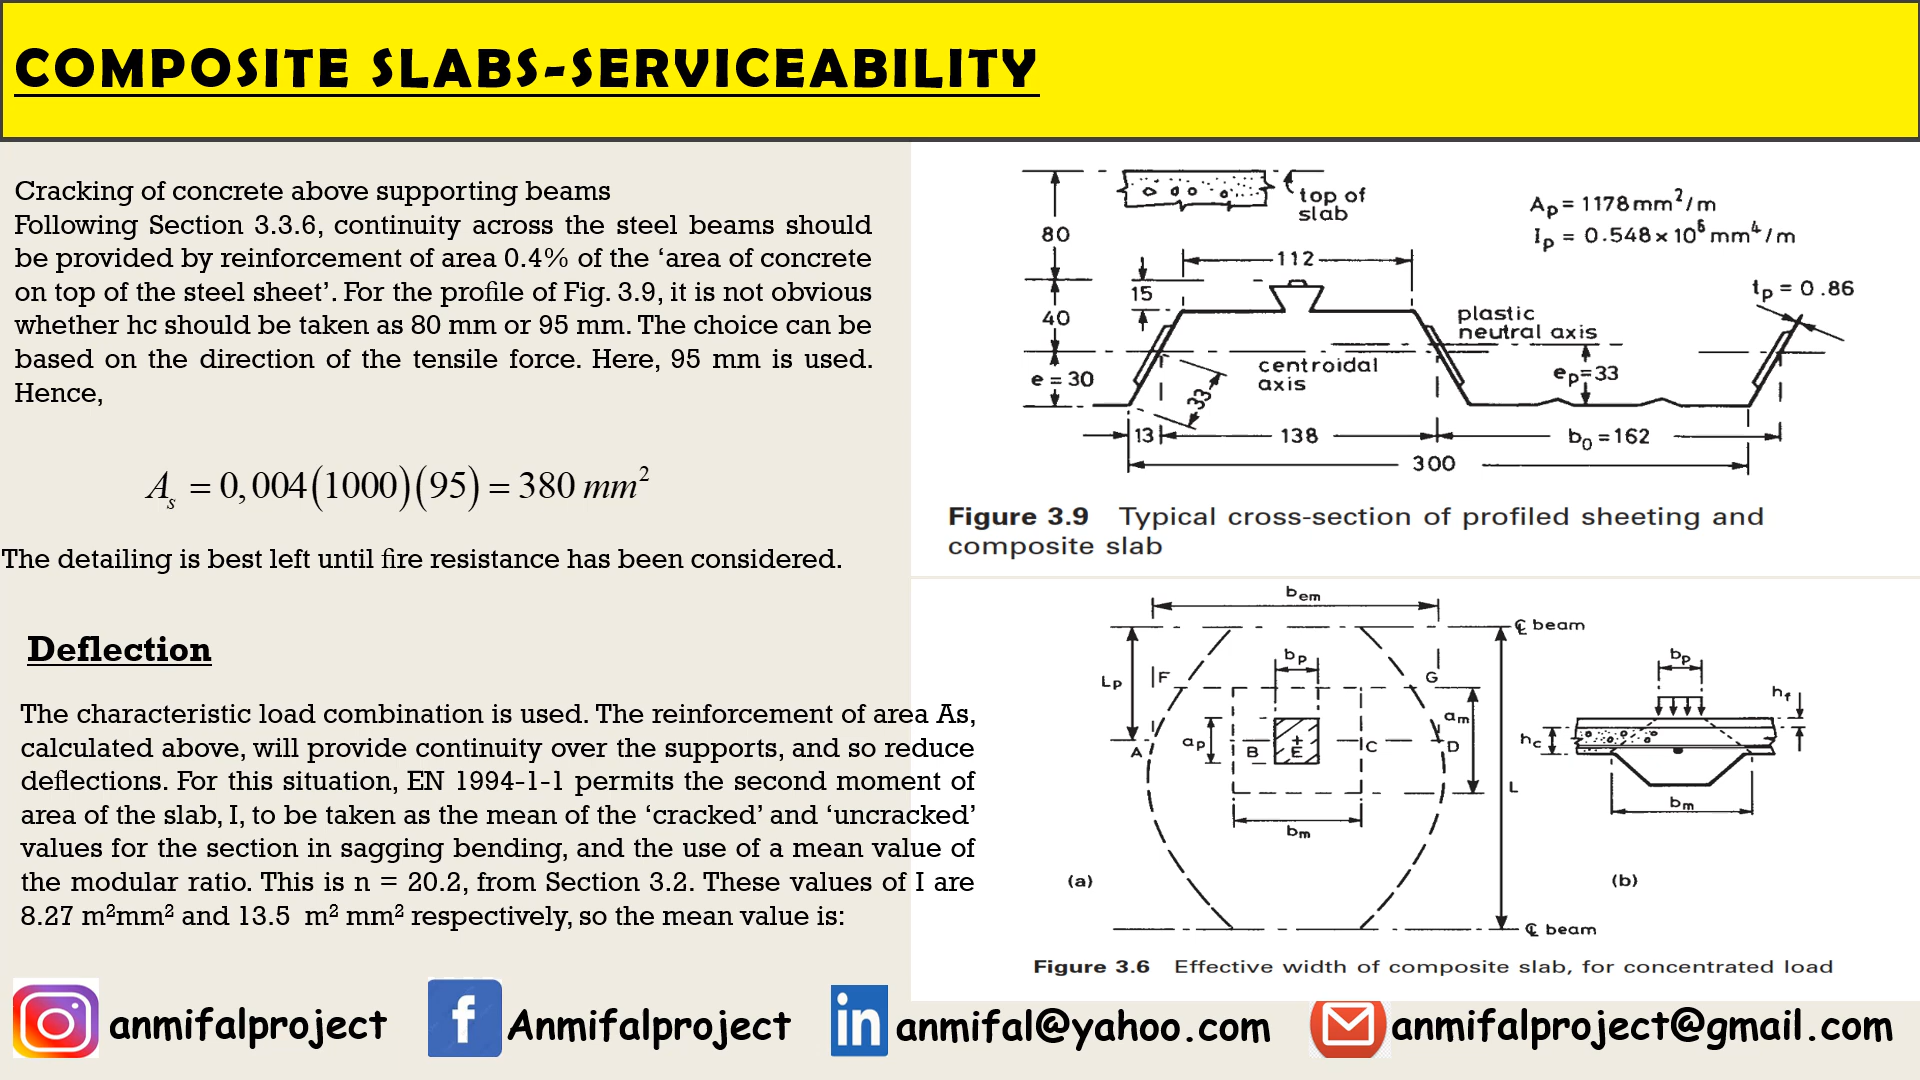 COMPOSITE SLABS-SERVICEABILITY
Cracking of concrete above supporting beams
Following Section 3.3.6, continuity across the steel beams should
be provided by reinforcement of area 0.4% of the ‘area of concrete
on top of the steel sheet’. For the profile of Fig. 3.9, it is not obvious
whether hc should be taken as 80 mm or 95 mm. The choice can be
based on the direction of the tensile force. Here, 95 mm is used.
Hence,
Aₛ = 0,004(1000)(95) = 380 mm²
The detailing is best left until fire resistance has been considered.
Deflection
The characteristic load combination is used. The reinforcement of area As,
calculated above, will provide continuity over the supports, and so reduce
deflections. For this situation, EN 1994-1-1 permits the second moment of
area of the slab, I, to be taken as the mean of the ‘cracked’ and ‘uncracked’
values for the section in sagging bending, and the use of a mean value of
the modular ratio. This is n = 20.2, from Section 3.2. These values of I are
8.27 m²mm² and 13.5 m² mm² respectively, so the mean value is:
top of
slab
Ap = 1178 mm²/m
Ip = 0.548 x 10⁶ mm⁴/m
80
112
15
tp = 0.86
40
plastic
neutral axis
centroidal
axis
e = 30
33
ep=33
13
138
b₀ = 162
300
Figure 3.9 Typical cross-section of profiled sheeting and
composite slab
bem
℄ beam
bp
Lp
F
G
am
ap
A
B
E
C
D
L
bm
(a)
℄ beam
bp
hf
hc
bm
(b)
Figure 3.6 Effective width of composite slab, for concentrated load
anmifalproject
f
Anmifalproject
in
anmifal@yahoo.com
anmifalproject@gmail.com